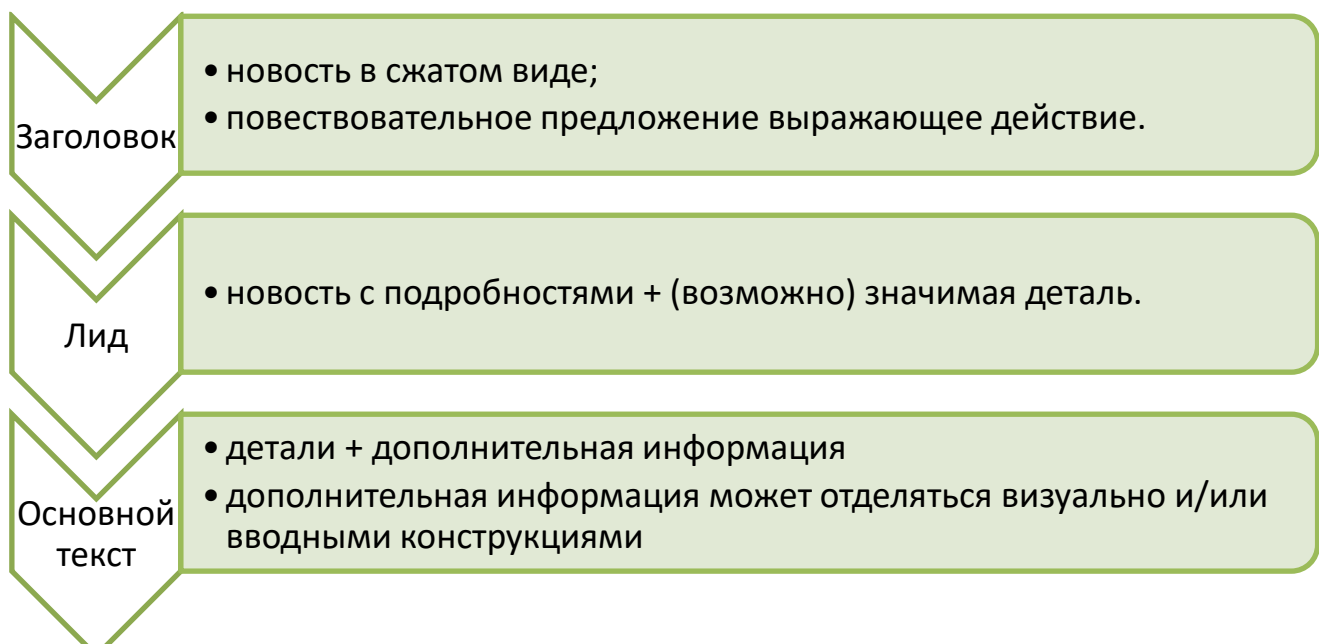 Заголовок
• новость в сжатом виде;
• повествовательное предложение выражающее действие.
Лид
• новость с подробностями + (возможно) значимая деталь.
Основной
текст
• детали + дополнительная информация
• дополнительная информация может отделяться визуально и/или
вводными конструкциями